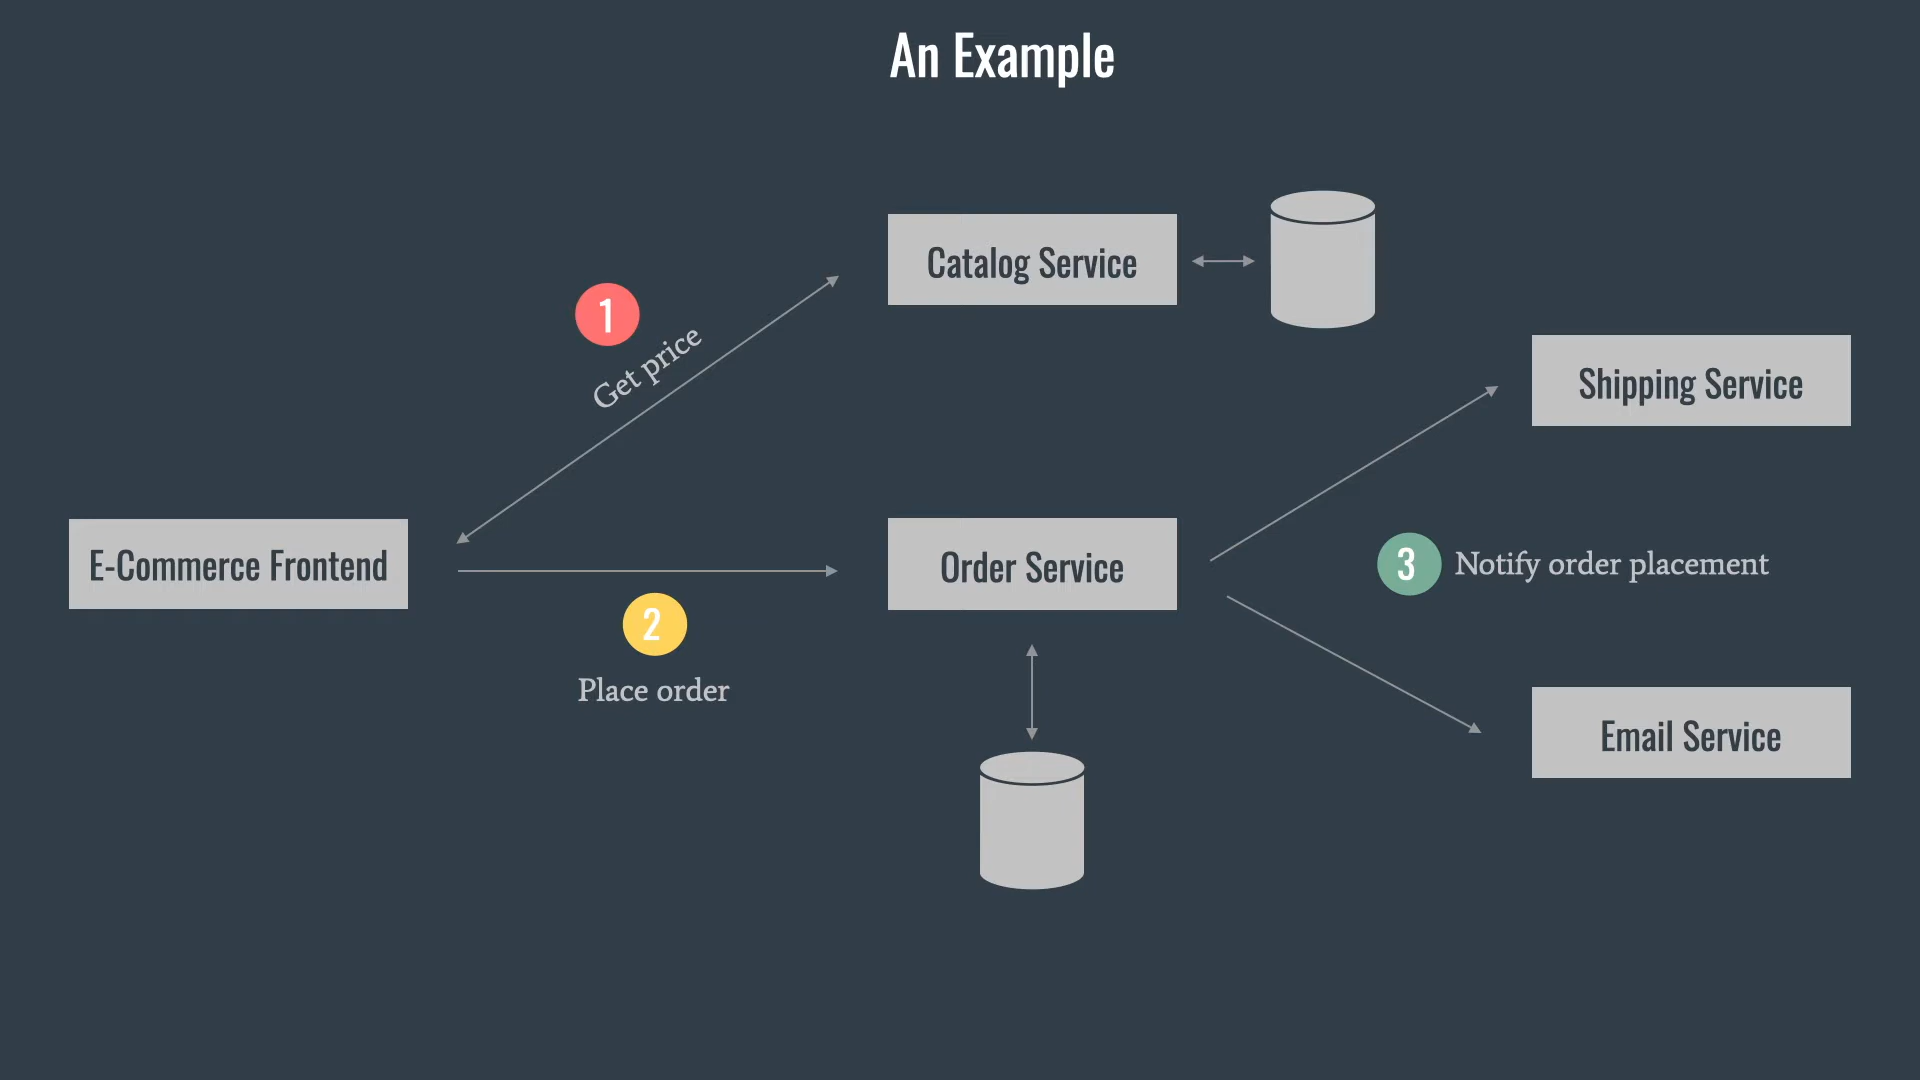 An Example
Catalog Service
1
Get price
Shipping Service
E-Commerce Frontend
Order Service
3 Notify order placement
2
Place order
Email Service